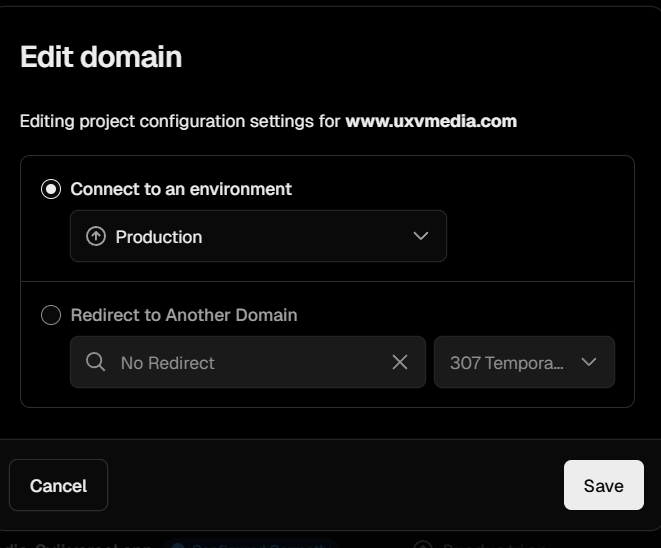 Edit domain
Editing project configuration settings for www.uxvmedia.com
Connect to an environment
Production
Redirect to Another Domain
No Redirect
307 Tempora...
Cancel
Save